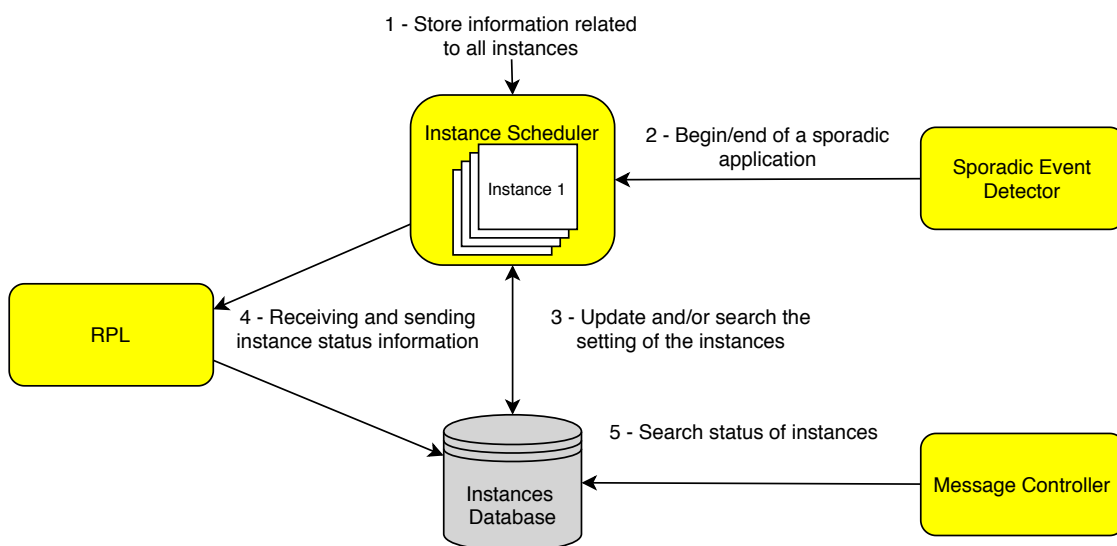 1 - Store information related
to all instances
Instance Scheduler
Instance 1
2 - Begin/end of a sporadic
application
Sporadic Event
Detector
RPL
4 - Receiving and sending
instance status information
3 - Update and/or search the
setting of the instances
5 - Search status of instances
Instances
Database
Message Controller